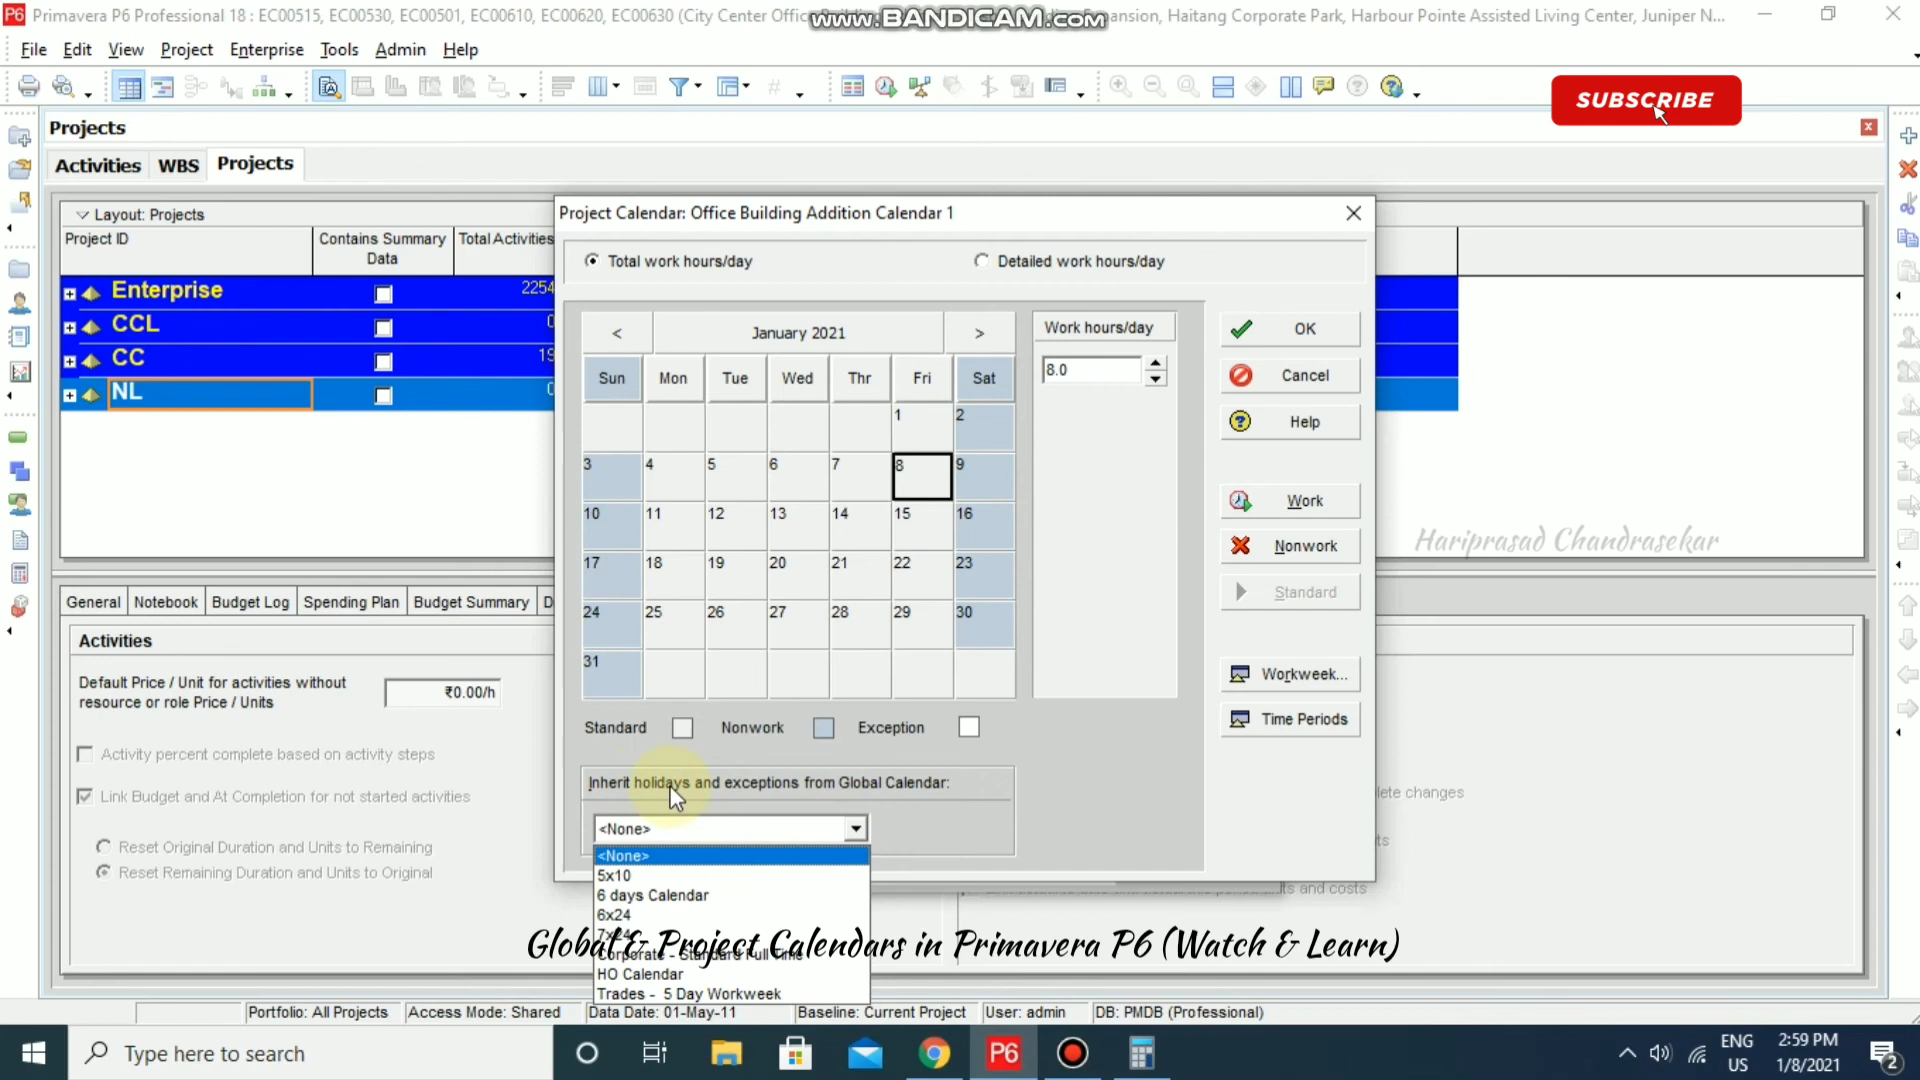 Primavera P6 Professional 18 : EC00515, EC00530, EC00501, EC00610, EC00620, EC00630 (City Center Office
www.BANDICAM.com
ansion, Haitang Corporate Park, Harbour Pointe Assisted Living Center, Juniper N...
File Edit View Project Enterprise Tools Admin Help
SUBSCRIBE
Projects
Activities WBS Projects
Layout: Projects
Project ID
Contains Summary
Data
Total Activities
Enterprise 2254
CCL 0
CC 19
NL 0
Project Calendar: Office Building Addition Calendar 1
Total work hours/day
Detailed work hours/day
< January 2021 >
Sun Mon Tue Wed Thr Fri Sat
1 2
3 4 5 6 7 8 9
10 11 12 13 14 15 16
17 18 19 20 21 22 23
24 25 26 27 28 29 30
31
Standard Nonwork Exception
Work hours/day
8.0
OK
Cancel
Help
Work
Nonwork
Standard
Workweek...
Time Periods
Inherit holidays and exceptions from Global Calendar:
<None>
<None>
5x10
6 days Calendar
6x24
7x24
Corporate - Standard Full Time
HO Calendar
Trades - 5 Day Workweek
Hariprasad Chandrasekar
General Notebook Budget Log Spending Plan Budget Summary D
Activities
Default Price / Unit for activities without
resource or role Price / Units
₹0.00/h
Activity percent complete based on activity steps
Link Budget and At Completion for not started activities
Reset Original Duration and Units to Remaining
Reset Remaining Duration and Units to Original
lete changes
ts
and costs
Global & Project Calendars in Primavera P6 (Watch & Learn)
Portfolio: All Projects Access Mode: Shared Data Date: 01-May-11 Baseline: Current Project User: admin DB: PMDB (Professional)
Type here to search
P6
ENG
US
2:59 PM
1/8/2021
2